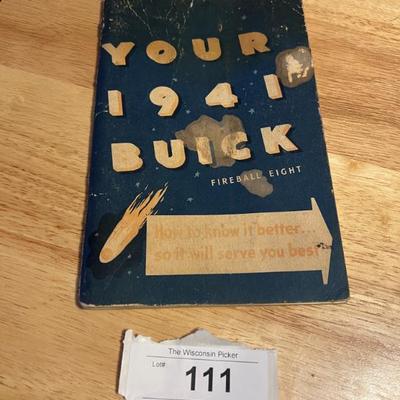 YOUR
1941
BUICK
FIREBALL EIGHT
How to know it better...
so it will serve you best
The Wisconsin Picker
Lot#
111